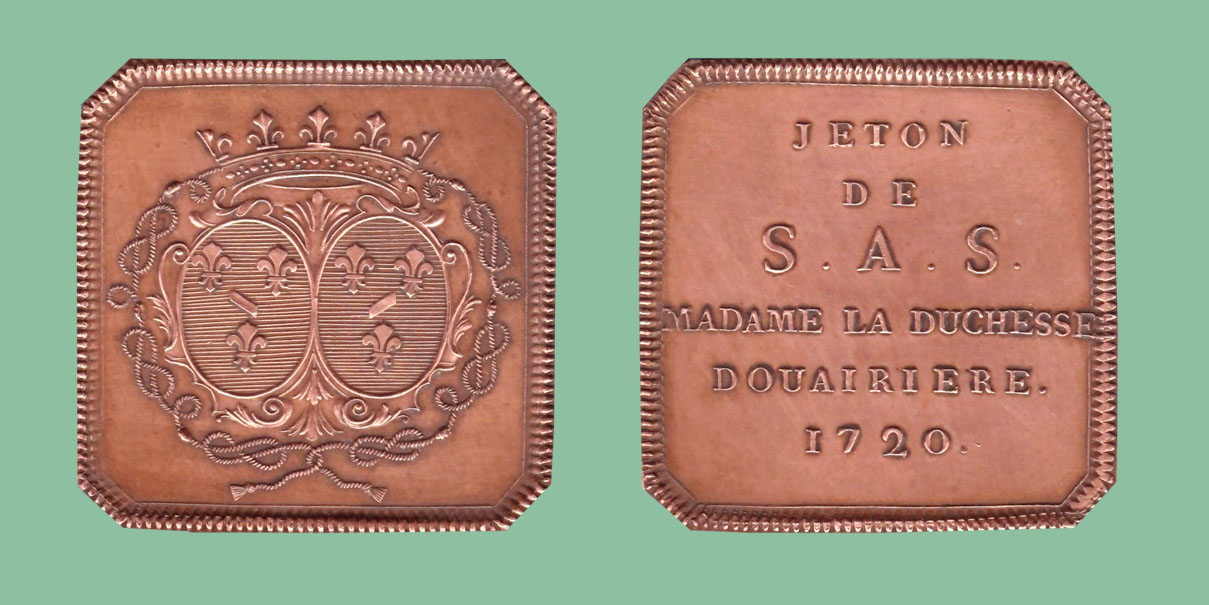 JETON
DE
S.A.S.
MADAME LA DUCHESSE
DOUAIRIERE.
1720.